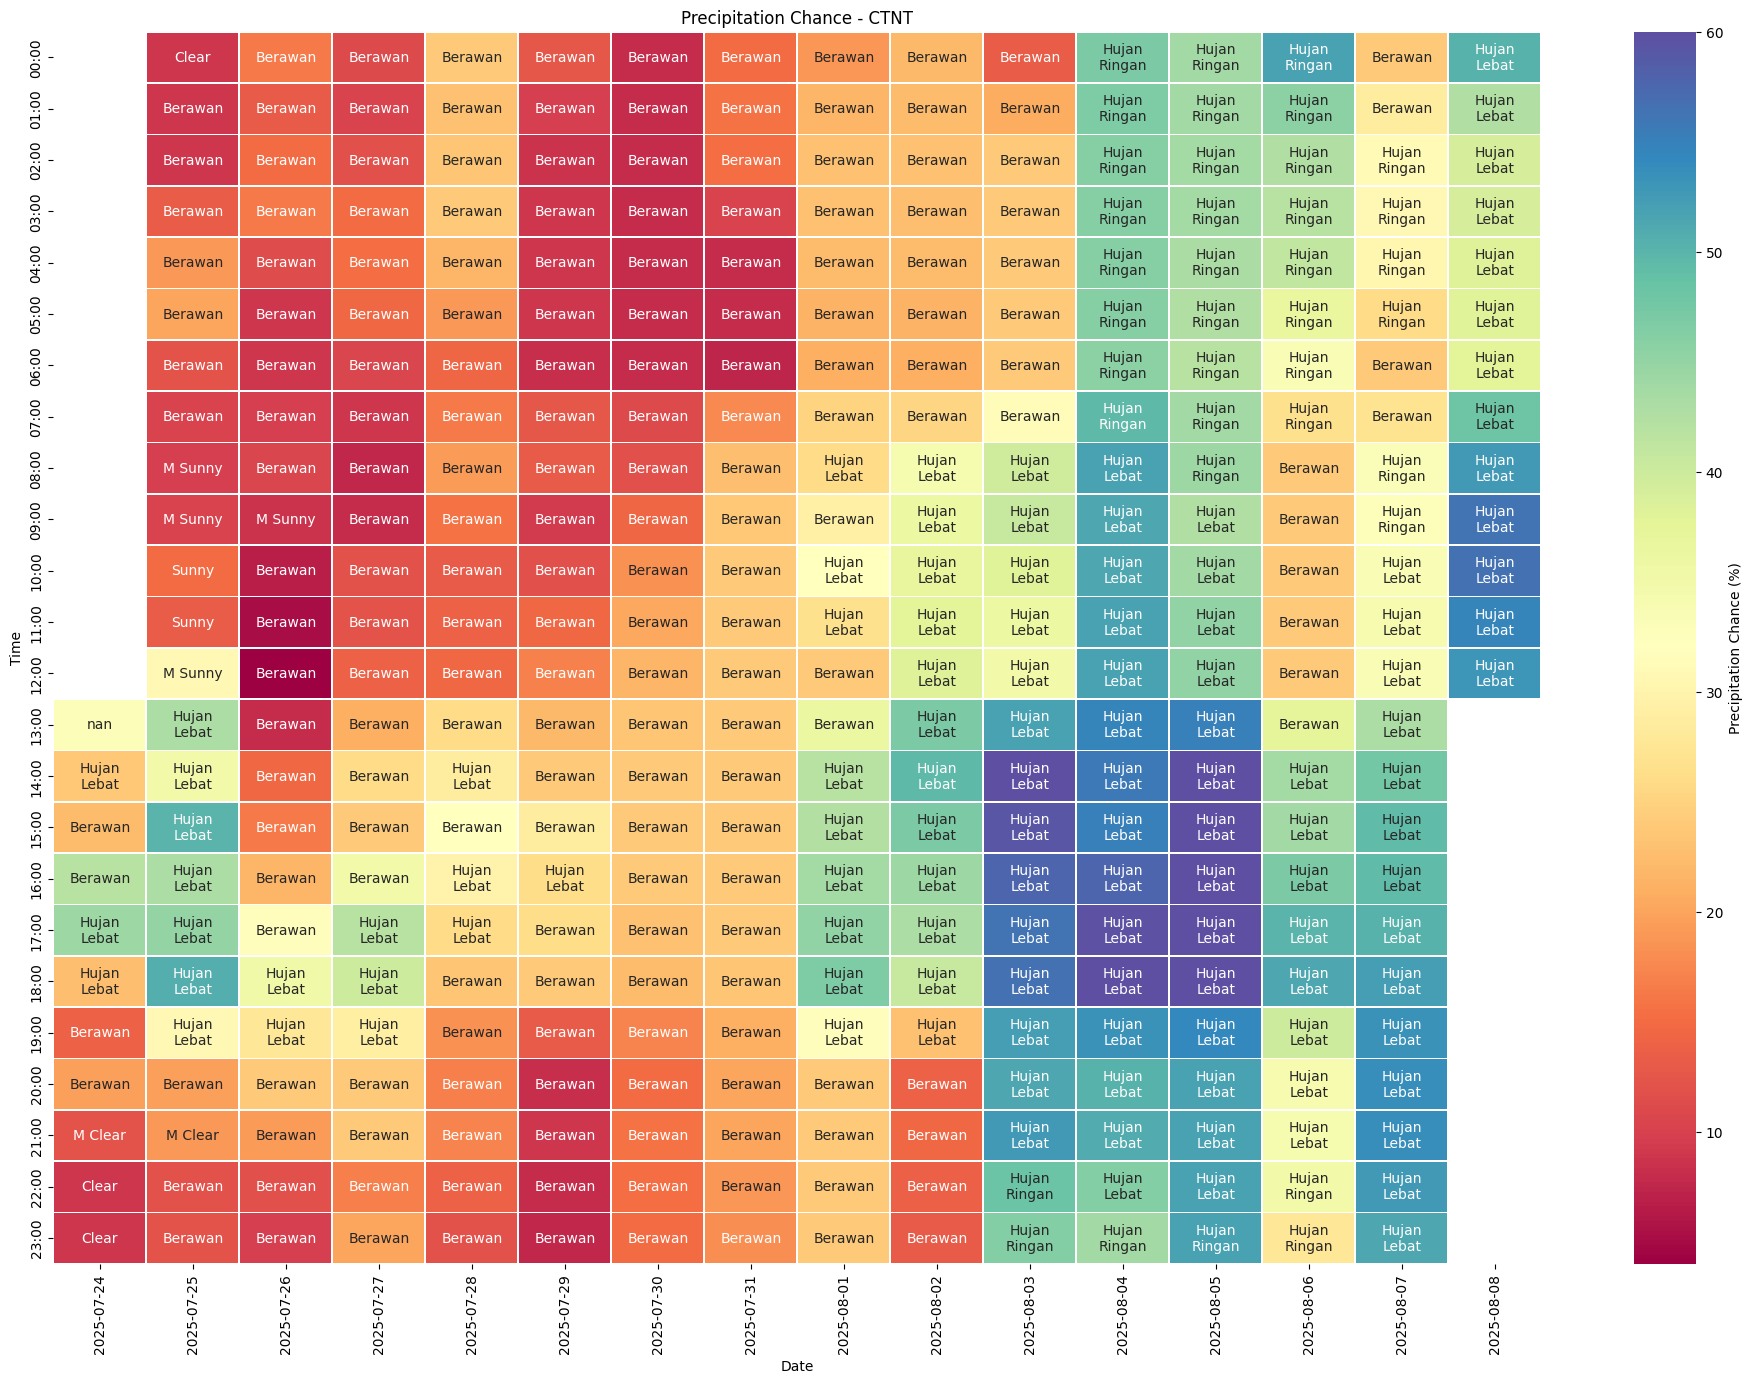 Precipitation Chance - CTNT
00:00 Clear Berawan Berawan Berawan Berawan Berawan Berawan Berawan Berawan Berawan Hujan Ringan Hujan Ringan Hujan Ringan Berawan Hujan Lebat
01:00 Berawan Berawan Berawan Berawan Berawan Berawan Berawan Berawan Berawan Berawan Hujan Ringan Hujan Ringan Hujan Ringan Berawan Hujan Lebat
02:00 Berawan Berawan Berawan Berawan Berawan Berawan Berawan Berawan Berawan Berawan Hujan Ringan Hujan Ringan Hujan Ringan Hujan Ringan Hujan Lebat
03:00 Berawan Berawan Berawan Berawan Berawan Berawan Berawan Berawan Berawan Berawan Hujan Ringan Hujan Ringan Hujan Ringan Hujan Ringan Hujan Lebat
04:00 Berawan Berawan Berawan Berawan Berawan Berawan Berawan Berawan Berawan Berawan Hujan Ringan Hujan Ringan Hujan Ringan Hujan Ringan Hujan Lebat
05:00 Berawan Berawan Berawan Berawan Berawan Berawan Berawan Berawan Berawan Berawan Hujan Ringan Hujan Ringan Hujan Ringan Hujan Ringan Hujan Lebat
06:00 Berawan Berawan Berawan Berawan Berawan Berawan Berawan Berawan Berawan Berawan Hujan Ringan Hujan Ringan Hujan Ringan Berawan Hujan Lebat
07:00 Berawan Berawan Berawan Berawan Berawan Berawan Berawan Berawan Berawan Berawan Hujan Ringan Hujan Ringan Hujan Ringan Berawan Hujan Lebat
08:00 M Sunny Berawan Berawan Berawan Berawan Berawan Berawan Hujan Lebat Hujan Lebat Hujan Lebat Hujan Lebat Hujan Ringan Berawan Hujan Ringan Hujan Lebat
09:00 M Sunny M Sunny Berawan Berawan Berawan Berawan Berawan Berawan Hujan Lebat Hujan Lebat Hujan Lebat Hujan Lebat Berawan Hujan Ringan Hujan Lebat
10:00 Sunny Berawan Berawan Berawan Berawan Berawan Berawan Hujan Lebat Hujan Lebat Hujan Lebat Hujan Lebat Hujan Lebat Berawan Hujan Lebat Hujan Lebat
11:00 Sunny Berawan Berawan Berawan Berawan Berawan Berawan Hujan Lebat Hujan Lebat Hujan Lebat Hujan Lebat Hujan Lebat Berawan Hujan Lebat Hujan Lebat
12:00 M Sunny Berawan Berawan Berawan Berawan Berawan Berawan Berawan Hujan Lebat Hujan Lebat Hujan Lebat Hujan Lebat Berawan Hujan Lebat Hujan Lebat
13:00 nan Hujan Lebat Berawan Berawan Berawan Berawan Berawan Berawan Berawan Hujan Lebat Hujan Lebat Hujan Lebat Hujan Lebat Berawan Hujan Lebat
14:00 Hujan Lebat Hujan Lebat Berawan Berawan Hujan Lebat Berawan Berawan Berawan Hujan Lebat Hujan Lebat Hujan Lebat Hujan Lebat Hujan Lebat Hujan Lebat Hujan Lebat
15:00 Berawan Hujan Lebat Berawan Berawan Berawan Berawan Berawan Berawan Hujan Lebat Hujan Lebat Hujan Lebat Hujan Lebat Hujan Lebat Hujan Lebat Hujan Lebat
16:00 Berawan Hujan Lebat Berawan Berawan Hujan Lebat Hujan Lebat Berawan Berawan Hujan Lebat Hujan Lebat Hujan Lebat Hujan Lebat Hujan Lebat Hujan Lebat Hujan Lebat
17:00 Hujan Lebat Hujan Lebat Berawan Hujan Lebat Hujan Lebat Berawan Berawan Berawan Hujan Lebat Hujan Lebat Hujan Lebat Hujan Lebat Hujan Lebat Hujan Lebat Hujan Lebat
18:00 Hujan Lebat Hujan Lebat Hujan Lebat Hujan Lebat Berawan Berawan Berawan Berawan Hujan Lebat Hujan Lebat Hujan Lebat Hujan Lebat Hujan Lebat Hujan Lebat Hujan Lebat
19:00 Berawan Hujan Lebat Hujan Lebat Hujan Lebat Berawan Berawan Berawan Berawan Hujan Lebat Hujan Lebat Hujan Lebat Hujan Lebat Hujan Lebat Hujan Lebat Hujan Lebat
20:00 Berawan Berawan Berawan Berawan Berawan Berawan Berawan Berawan Berawan Berawan Hujan Lebat Hujan Lebat Hujan Lebat Hujan Lebat Hujan Lebat
21:00 M Clear M Clear Berawan Berawan Berawan Berawan Berawan Berawan Berawan Berawan Hujan Lebat Hujan Lebat Hujan Lebat Hujan Lebat Hujan Lebat
22:00 Clear Berawan Berawan Berawan Berawan Berawan Berawan Berawan Berawan Berawan Hujan Ringan Hujan Lebat Hujan Lebat Hujan Ringan Hujan Lebat
23:00 Clear Berawan Berawan Berawan Berawan Berawan Berawan Berawan Berawan Berawan Hujan Ringan Hujan Ringan Hujan Ringan Hujan Ringan Hujan Lebat
Time
2025-07-24 2025-07-25 2025-07-26 2025-07-27 2025-07-28 2025-07-29 2025-07-30 2025-07-31 2025-08-01 2025-08-02 2025-08-03 2025-08-04 2025-08-05 2025-08-06 2025-08-07 2025-08-08
Date
60
50
40
30
20
10
Precipitation Chance (%)